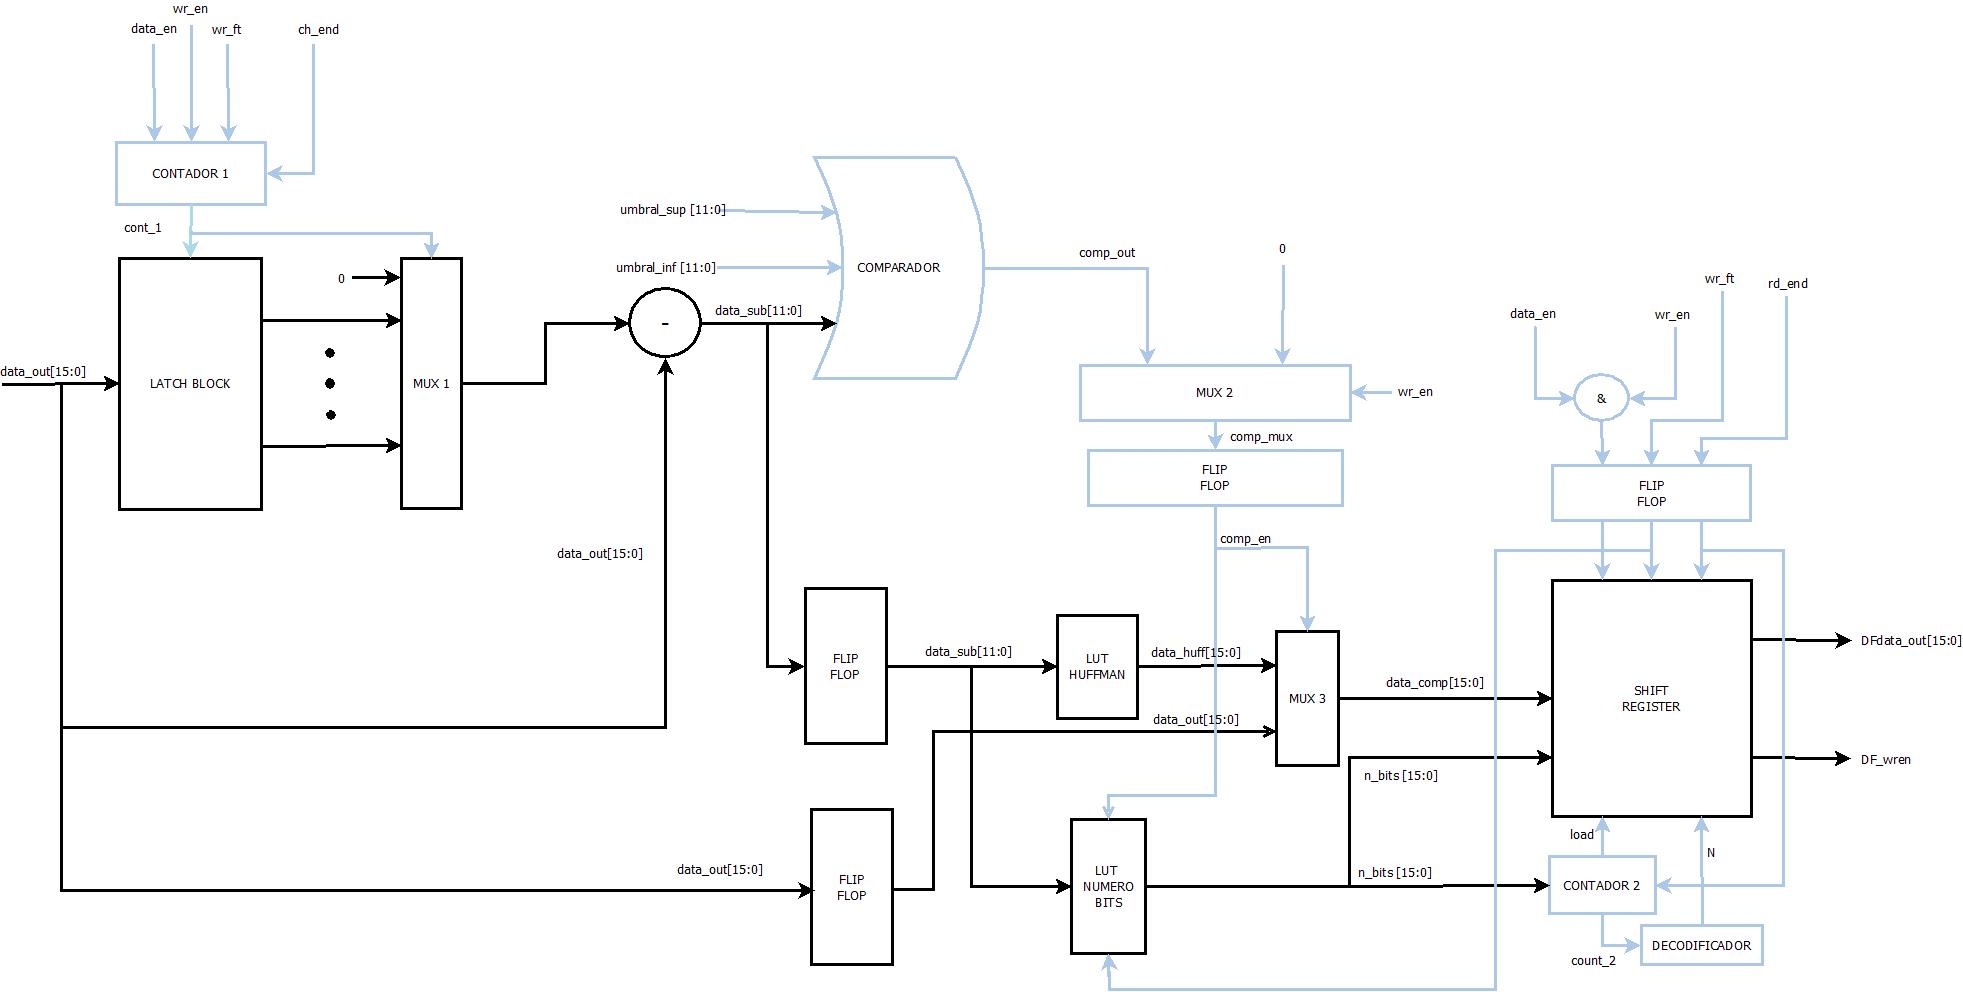 wr_en
data_en
wr_ft
ch_end
CONTADOR 1
cont_1
umbral_sup [11:0]
umbral_inf [11:0]
COMPARADOR
comp_out
0
0
data_sub[11:0]
-
data_out[15:0]
LATCH BLOCK
MUX 1
MUX 2
wr_en
comp_mux
FLIP
FLOP
wr_ft
rd_end
data_en
wr_en
&
FLIP
FLOP
comp_en
data_out[15:0]
FLIP
FLOP
data_sub[11:0]
LUT
HUFFMAN
data_huff[15:0]
data_out[15:0]
MUX 3
data_comp[15:0]
SHIFT
REGISTER
DFdata_out[15:0]
DF_wren
n_bits [15:0]
load
N
data_out[15:0]
FLIP
FLOP
LUT
NUMERO
BITS
n_bits [15:0]
CONTADOR 2
DECODIFICADOR
count_2